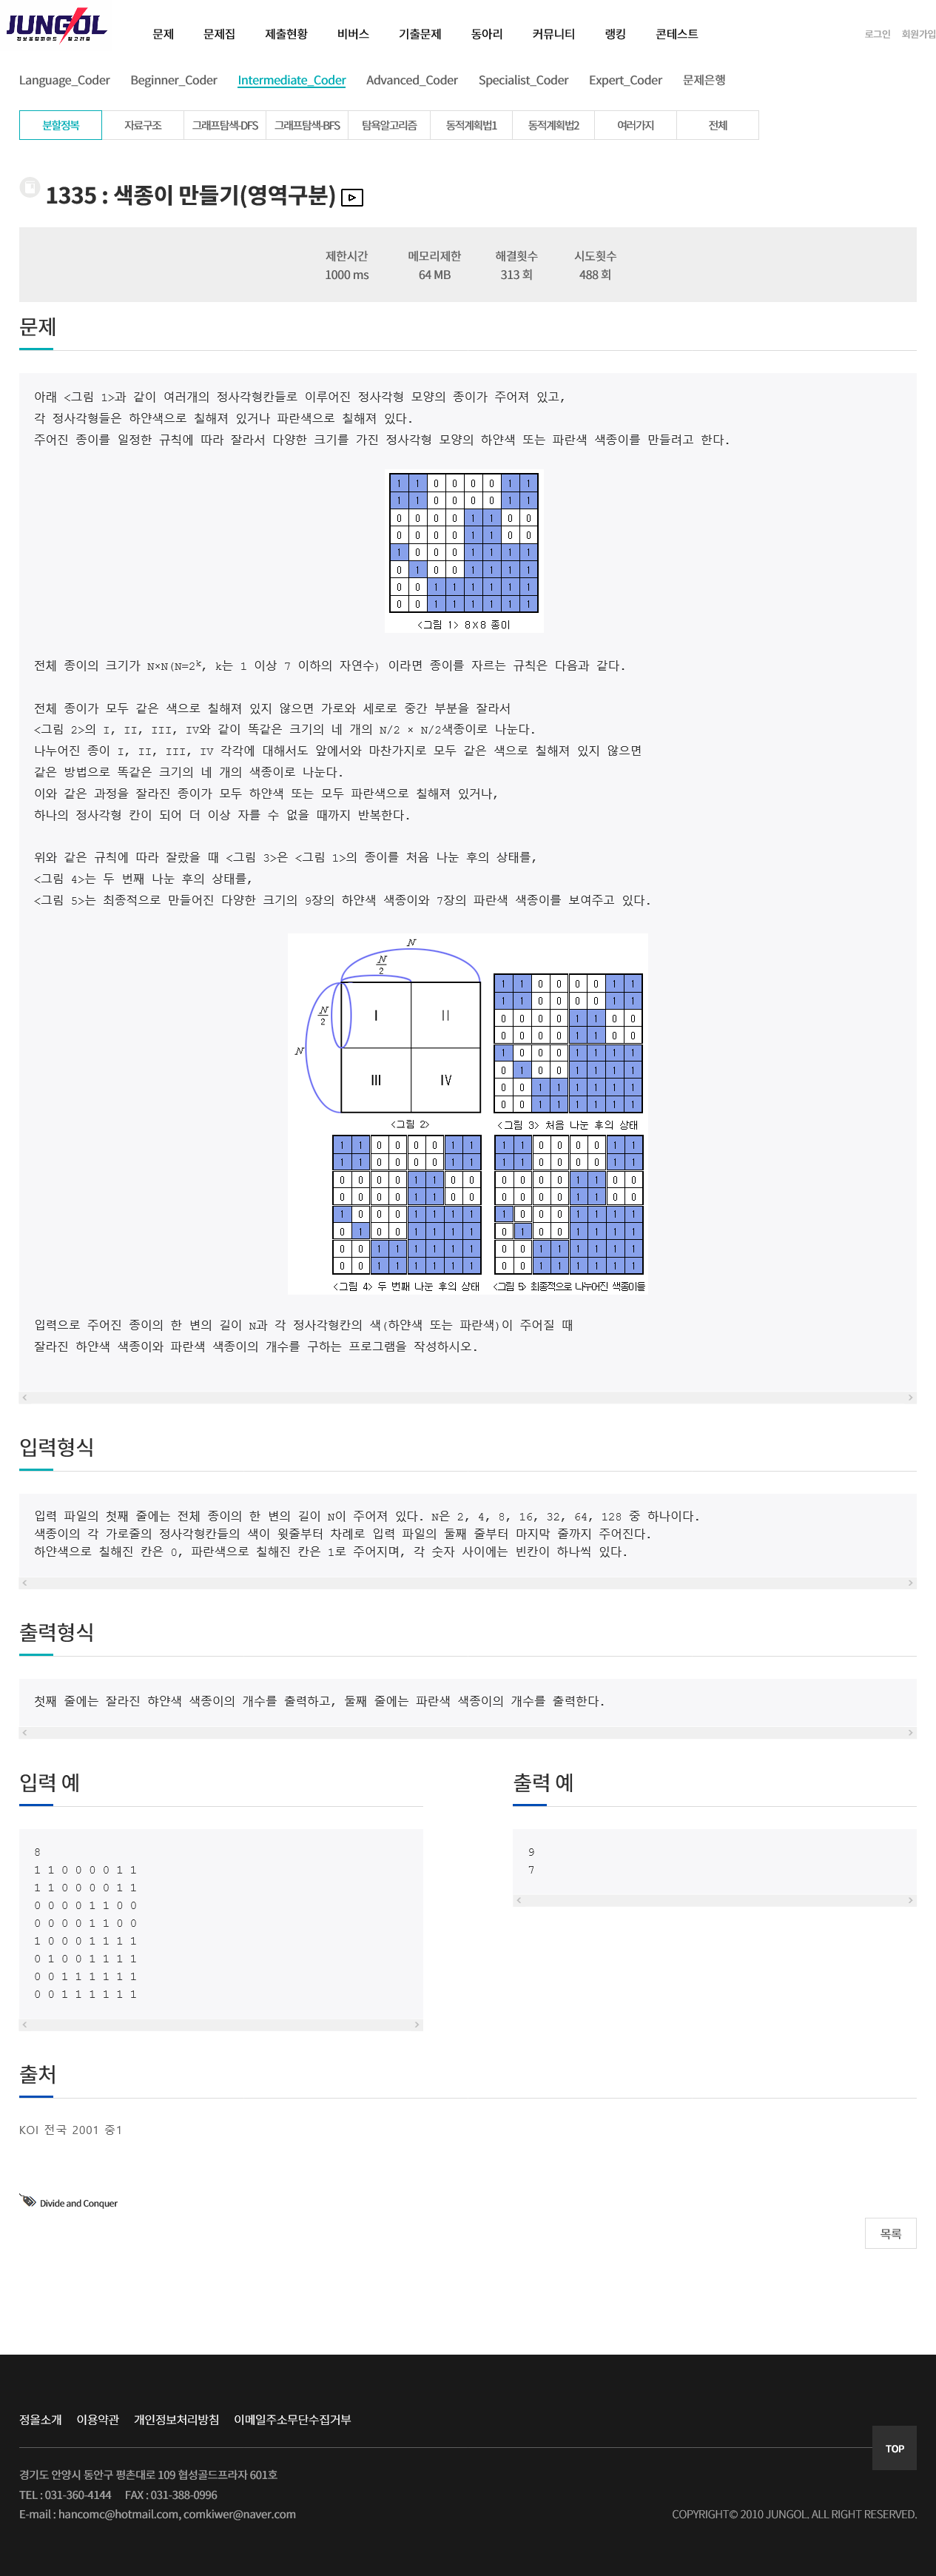 JUNGOL
정보올림피아드 알고리즘
문제 문제집 제출현황 비버스 기출문제 동아리 커뮤니티 랭킹 콘테스트 로그인 회원가입
Language_Coder Beginner_Coder Intermediate_Coder Advanced_Coder Specialist_Coder Expert_Coder 문제은행
분할정복 자료구조 그래프탐색-DFS 그래프탐색-BFS 탐욕알고리즘 동적계획법1 동적계획법2 여러가지 전체
1335 : 색종이 만들기(영역구분)
제한시간 메모리제한 해결횟수 시도횟수
1000 ms 64 MB 313 회 488 회
문제
아래 <그림 1>과 같이 여러개의 정사각형칸들로 이루어진 정사각형 모양의 종이가 주어져 있고,
각 정사각형들은 하얀색으로 칠해져 있거나 파란색으로 칠해져 있다.
주어진 종이를 일정한 규칙에 따라 잘라서 다양한 크기를 가진 정사각형 모양의 하얀색 또는 파란색 색종이를 만들려고 한다.
1 1 0 0 0 0 1 1
1 1 0 0 0 0 1 1
0 0 0 0 1 1 0 0
0 0 0 0 1 1 0 0
1 0 0 0 1 1 1 1
0 1 0 0 1 1 1 1
0 0 1 1 1 1 1 1
0 0 1 1 1 1 1 1
<그림 1> 8X8 종이
전체 종이의 크기가 N×N(N=2ᵏ, k는 1 이상 7 이하의 자연수) 이라면 종이를 자르는 규칙은 다음과 같다.
전체 종이가 모두 같은 색으로 칠해져 있지 않으면 가로와 세로로 중간 부분을 잘라서
<그림 2>의 I, II, III, IV와 같이 똑같은 크기의 네 개의 N/2 × N/2색종이로 나눈다.
나누어진 종이 I, II, III, IV 각각에 대해서도 앞에서와 마찬가지로 모두 같은 색으로 칠해져 있지 않으면
같은 방법으로 똑같은 크기의 네 개의 색종이로 나눈다.
이와 같은 과정을 잘라진 종이가 모두 하얀색 또는 모두 파란색으로 칠해져 있거나,
하나의 정사각형 칸이 되어 더 이상 자를 수 없을 때까지 반복한다.
위와 같은 규칙에 따라 잘랐을 때 <그림 3>은 <그림 1>의 종이를 처음 나눈 후의 상태를,
<그림 4>는 두 번째 나눈 후의 상태를,
<그림 5>는 최종적으로 만들어진 다양한 크기의 9장의 하얀색 색종이와 7장의 파란색 색종이를 보여주고 있다.
N
N/2
N/2
N
I II
III IV
<그림 2>
1 1 0 0 0 0 1 1
1 1 0 0 0 0 1 1
0 0 0 0 1 1 0 0
0 0 0 0 1 1 0 0
1 0 0 0 1 1 1 1
0 1 0 0 1 1 1 1
0 0 1 1 1 1 1 1
0 0 1 1 1 1 1 1
<그림 3> 처음 나눈 후의 상태
1 1 0 0 0 0 1 1
1 1 0 0 0 0 1 1
0 0 0 0 1 1 0 0
0 0 0 0 1 1 0 0
1 0 0 0 1 1 1 1
0 1 0 0 1 1 1 1
0 0 1 1 1 1 1 1
0 0 1 1 1 1 1 1
<그림 4> 두 번째 나눈 후의 상태
1 1 0 0 0 0 1 1
1 1 0 0 0 0 1 1
0 0 0 0 1 1 0 0
0 0 0 0 1 1 0 0
1 0 0 0 1 1 1 1
0 1 0 0 1 1 1 1
0 0 1 1 1 1 1 1
0 0 1 1 1 1 1 1
<그림 5> 최종적으로 나누어진 색종이들
입력으로 주어진 종이의 한 변의 길이 N과 각 정사각형칸의 색(하얀색 또는 파란색)이 주어질 때
잘라진 하얀색 색종이와 파란색 색종이의 개수를 구하는 프로그램을 작성하시오.
입력형식
입력 파일의 첫째 줄에는 전체 종이의 한 변의 길이 N이 주어져 있다. N은 2, 4, 8, 16, 32, 64, 128 중 하나이다.
색종이의 각 가로줄의 정사각형칸들의 색이 윗줄부터 차례로 입력 파일의 둘째 줄부터 마지막 줄까지 주어진다.
하얀색으로 칠해진 칸은 0, 파란색으로 칠해진 칸은 1로 주어지며, 각 숫자 사이에는 빈칸이 하나씩 있다.
출력형식
첫째 줄에는 잘라진 햐얀색 색종이의 개수를 출력하고, 둘째 줄에는 파란색 색종이의 개수를 출력한다.
입력 예
8
1 1 0 0 0 0 1 1
1 1 0 0 0 0 1 1
0 0 0 0 1 1 0 0
0 0 0 0 1 1 0 0
1 0 0 0 1 1 1 1
0 1 0 0 1 1 1 1
0 0 1 1 1 1 1 1
0 0 1 1 1 1 1 1
출력 예
9
7
출처
KOI 전국 2001 중1
Divide and Conquer
목록
정올소개 이용약관 개인정보처리방침 이메일주소무단수집거부
TOP
경기도 안양시 동안구 평촌대로 109 협성골드프라자 601호
TEL : 031-360-4144 FAX : 031-388-0996
E-mail : hancomc@hotmail.com, comkiwer@naver.com
COPYRIGHT© 2010 JUNGOL. ALL RIGHT RESERVED.